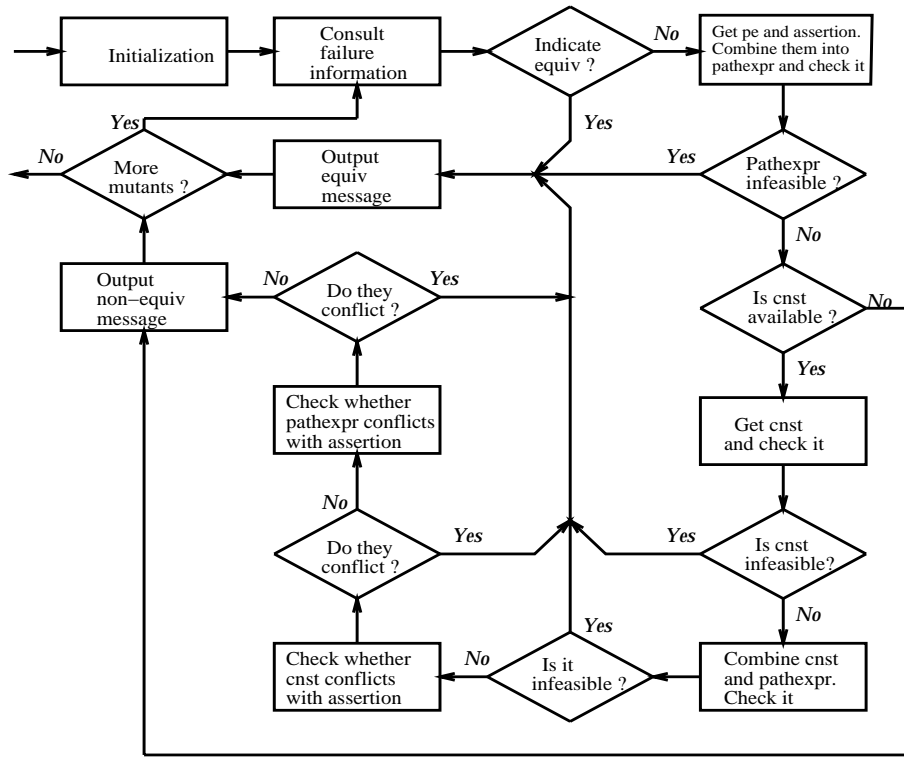 Initialization
Consult
failure
information
Indicate
equiv ?
No
Get pe and assertion.
Combine them into
pathexpr and check it
Yes
Yes
No
More
mutants ?
Output
equiv
message
Yes
Pathexpr
infeasible ?
No
Output
non−equiv
message
No
Do they
conflict ?
Yes
Is cnst
available ?
No
Yes
Check whether
pathexpr conflicts
with assertion
Get cnst
and check it
No
Do they
conflict ?
Yes
Yes
Is cnst
infeasible?
No
Check whether
cnst conflicts
with assertion
No
Yes
Is it
infeasible ?
Combine cnst
and pathexpr.
Check it